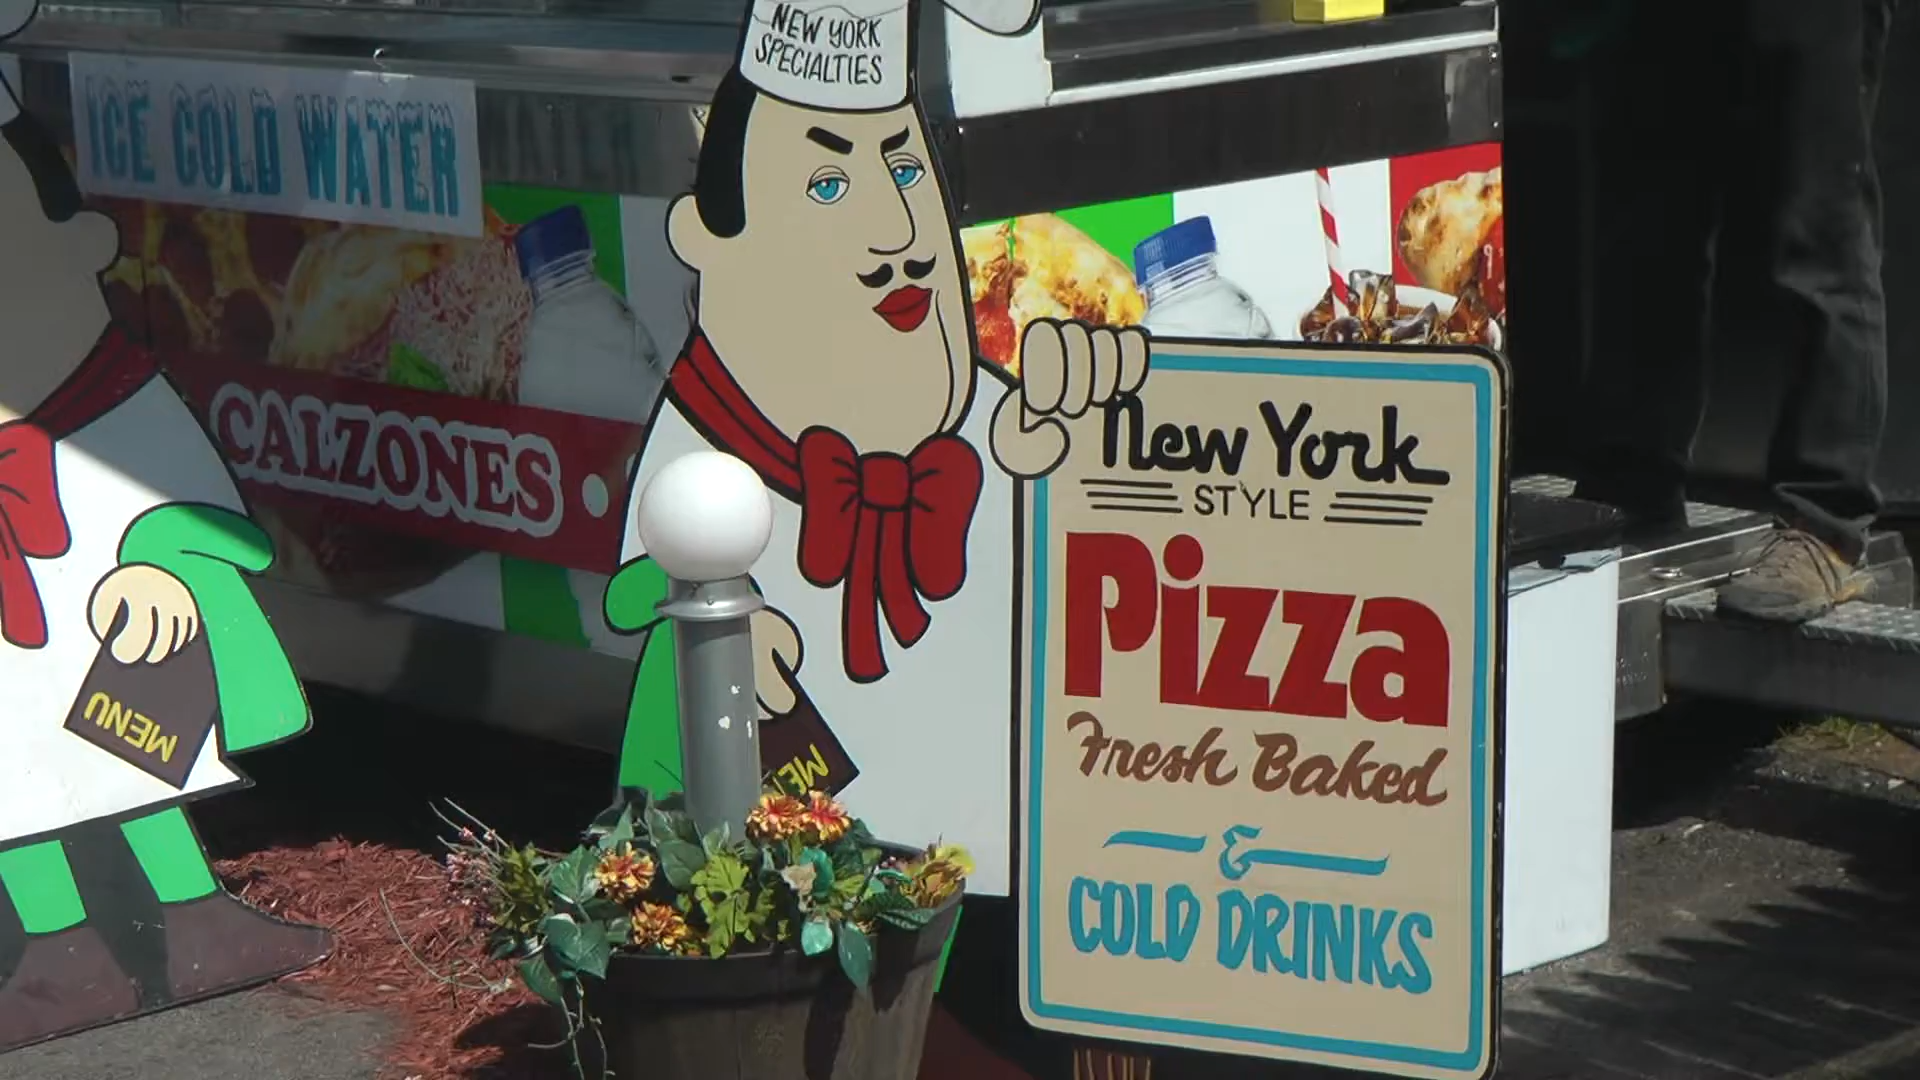 NEW YORK
SPECIALTIES
ICE COLD WATER
CALZONES
New York
STYLE
Pizza
Fresh Baked
&
COLD DRINKS
MENU